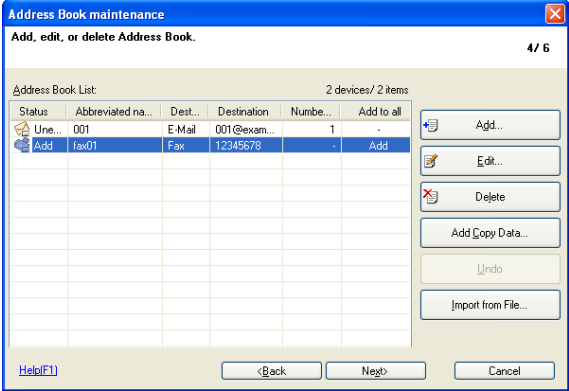 Address Book maintenance
Add, edit, or delete Address Book.
4/ 6
Address Book List: 2 devices/ 2 items
Status Abbreviated na... Dest... Destination Numbe... Add to all
Une... 001 E-Mail 001@exam... 1 -
Add fax01 Fax 12345678 - Add
Add...
Edit...
Delete
Add Copy Data...
Undo
Import from File...
Help(F1) <Back Next> Cancel